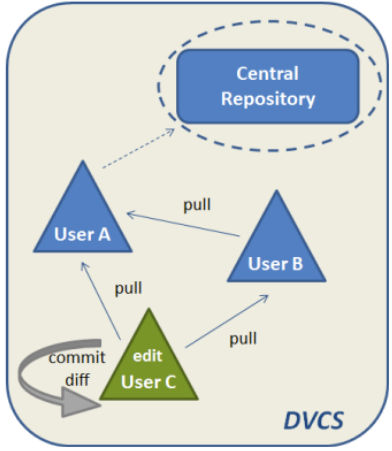 Central
Repository
pull
User A
User B
pull
pull
commit
diff
edit
User C
DVCS